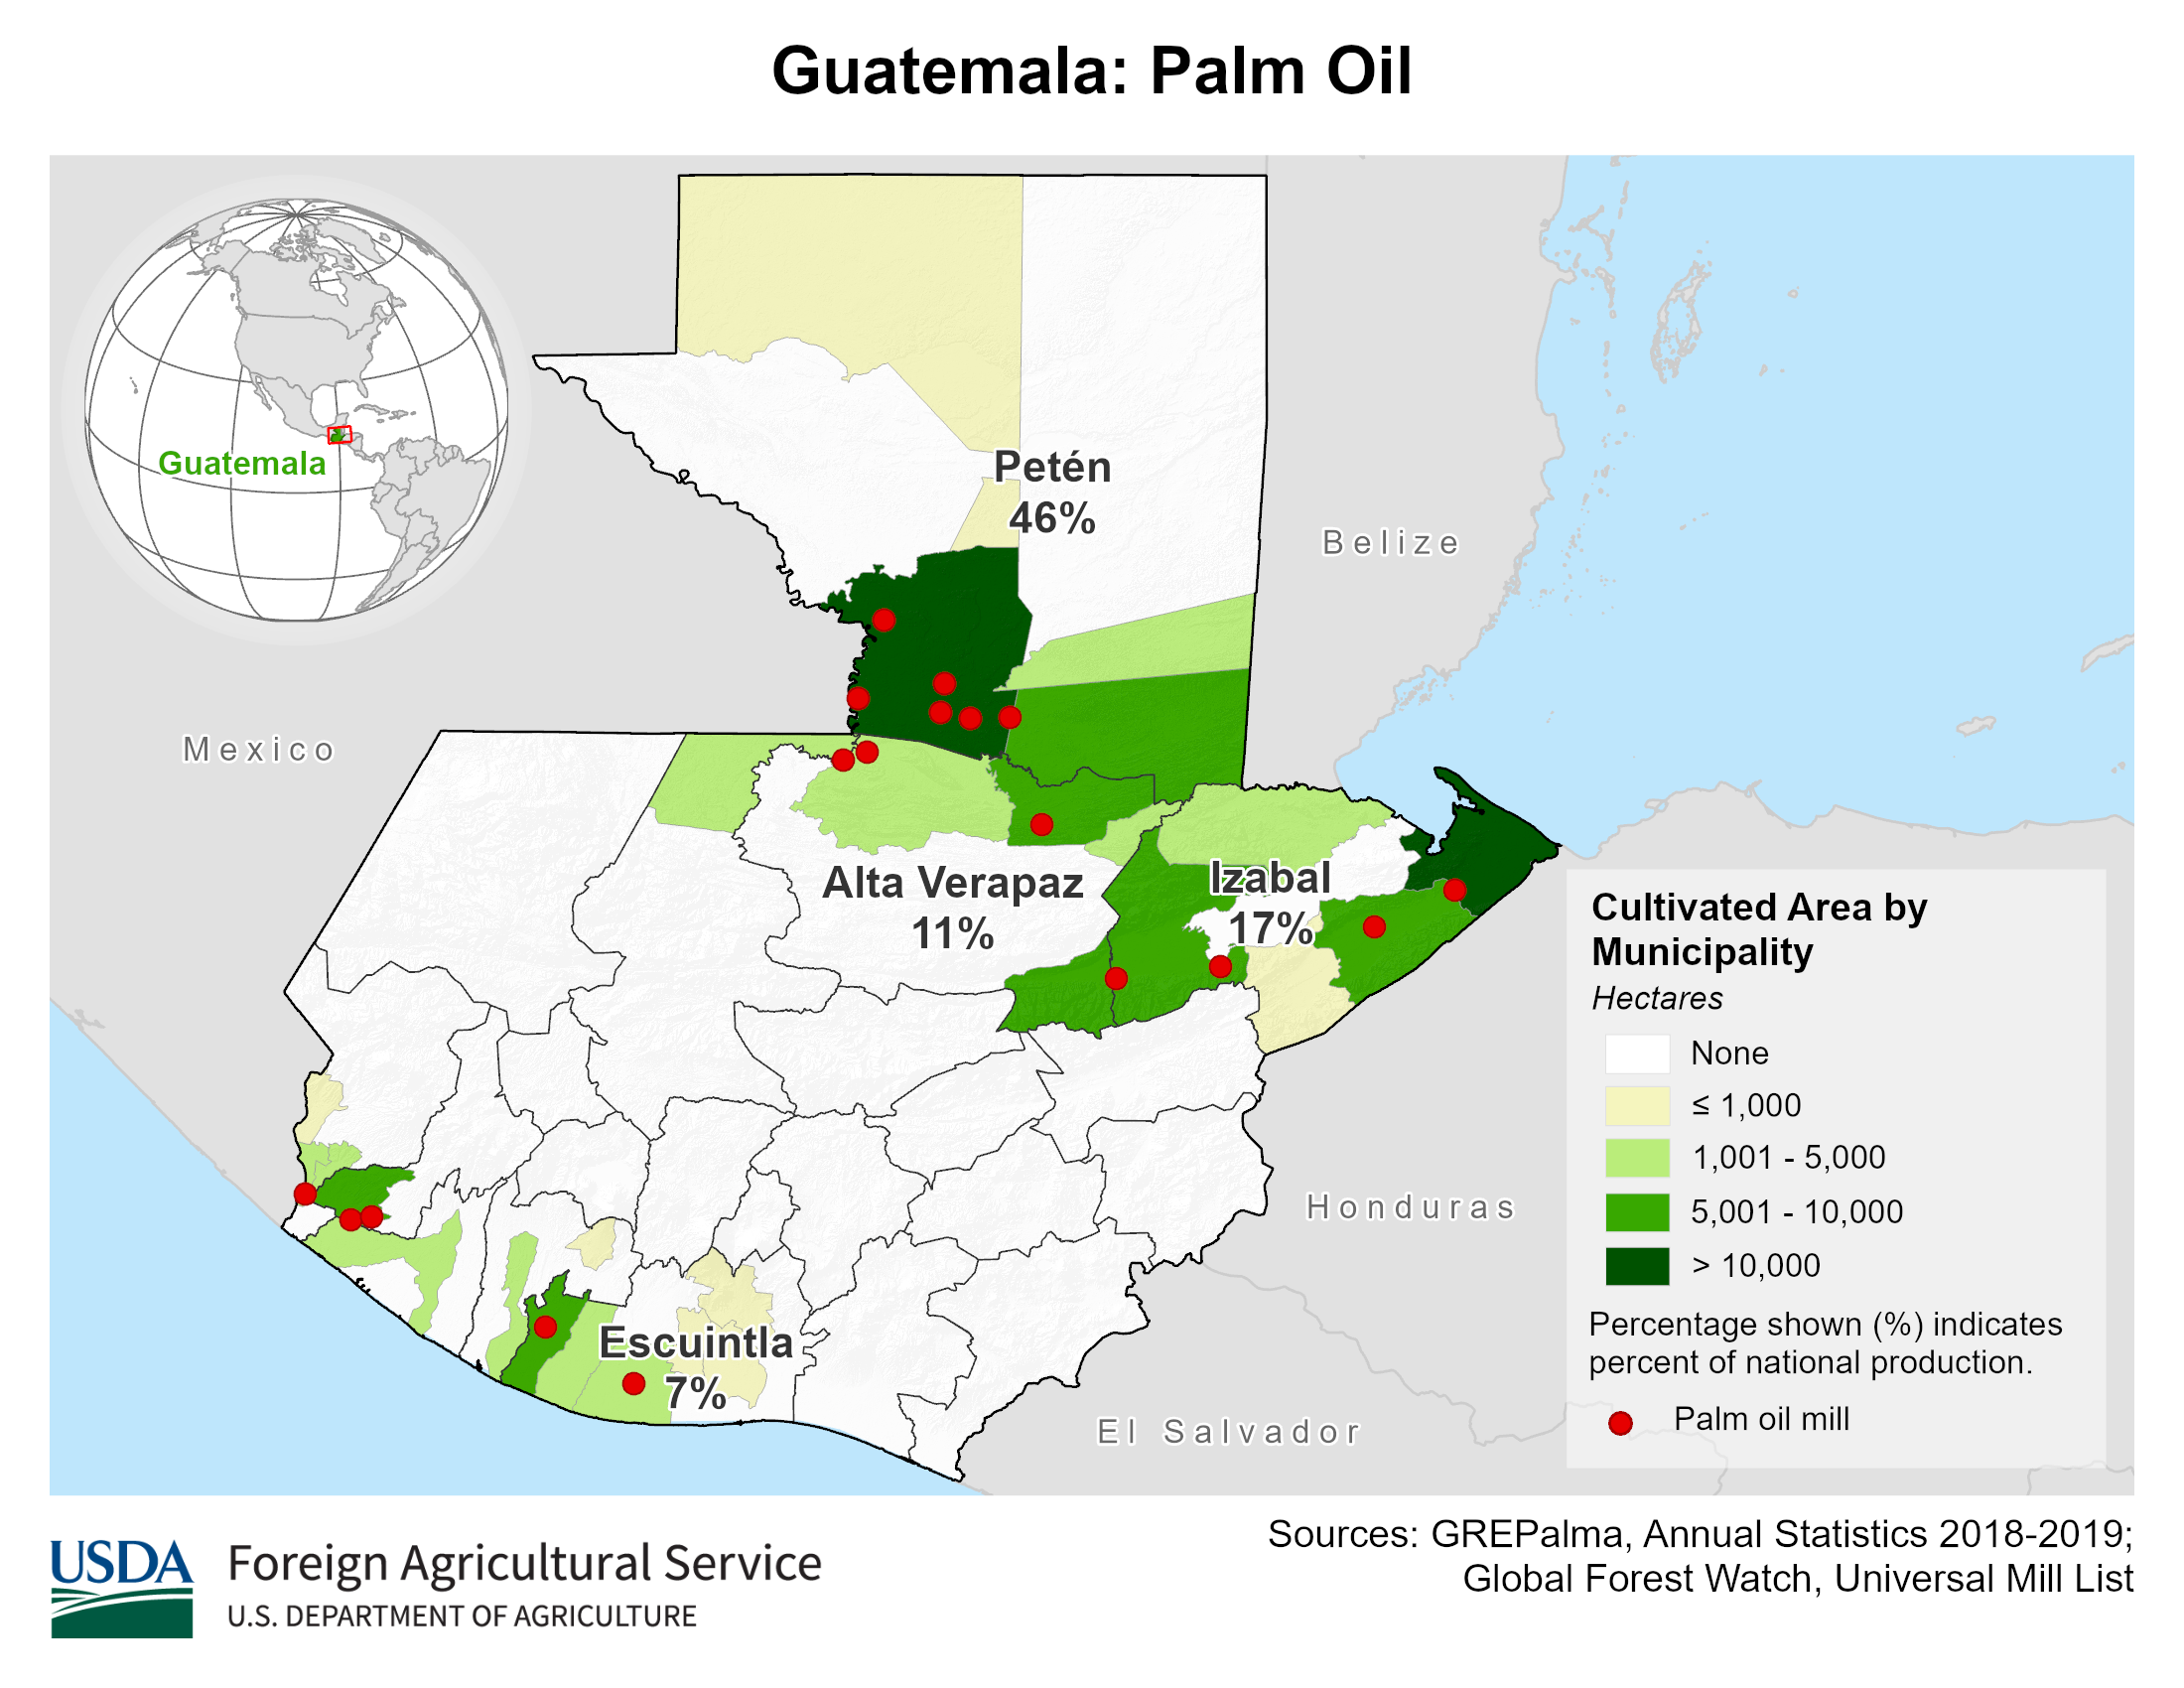 Guatemala: Palm Oil
Guatemala
Petén
46%
Belize
Mexico
Alta Verapaz
11%
Izabal
17%
Honduras
Escuintla
7%
El Salvador
Cultivated Area by
Municipality
Hectares
None
≤ 1,000
1,001 - 5,000
5,001 - 10,000
> 10,000
Percentage shown (%) indicates
percent of national production.
Palm oil mill
USDA
Foreign Agricultural Service
U.S. DEPARTMENT OF AGRICULTURE
Sources: GREPalma, Annual Statistics 2018-2019;
Global Forest Watch, Universal Mill List